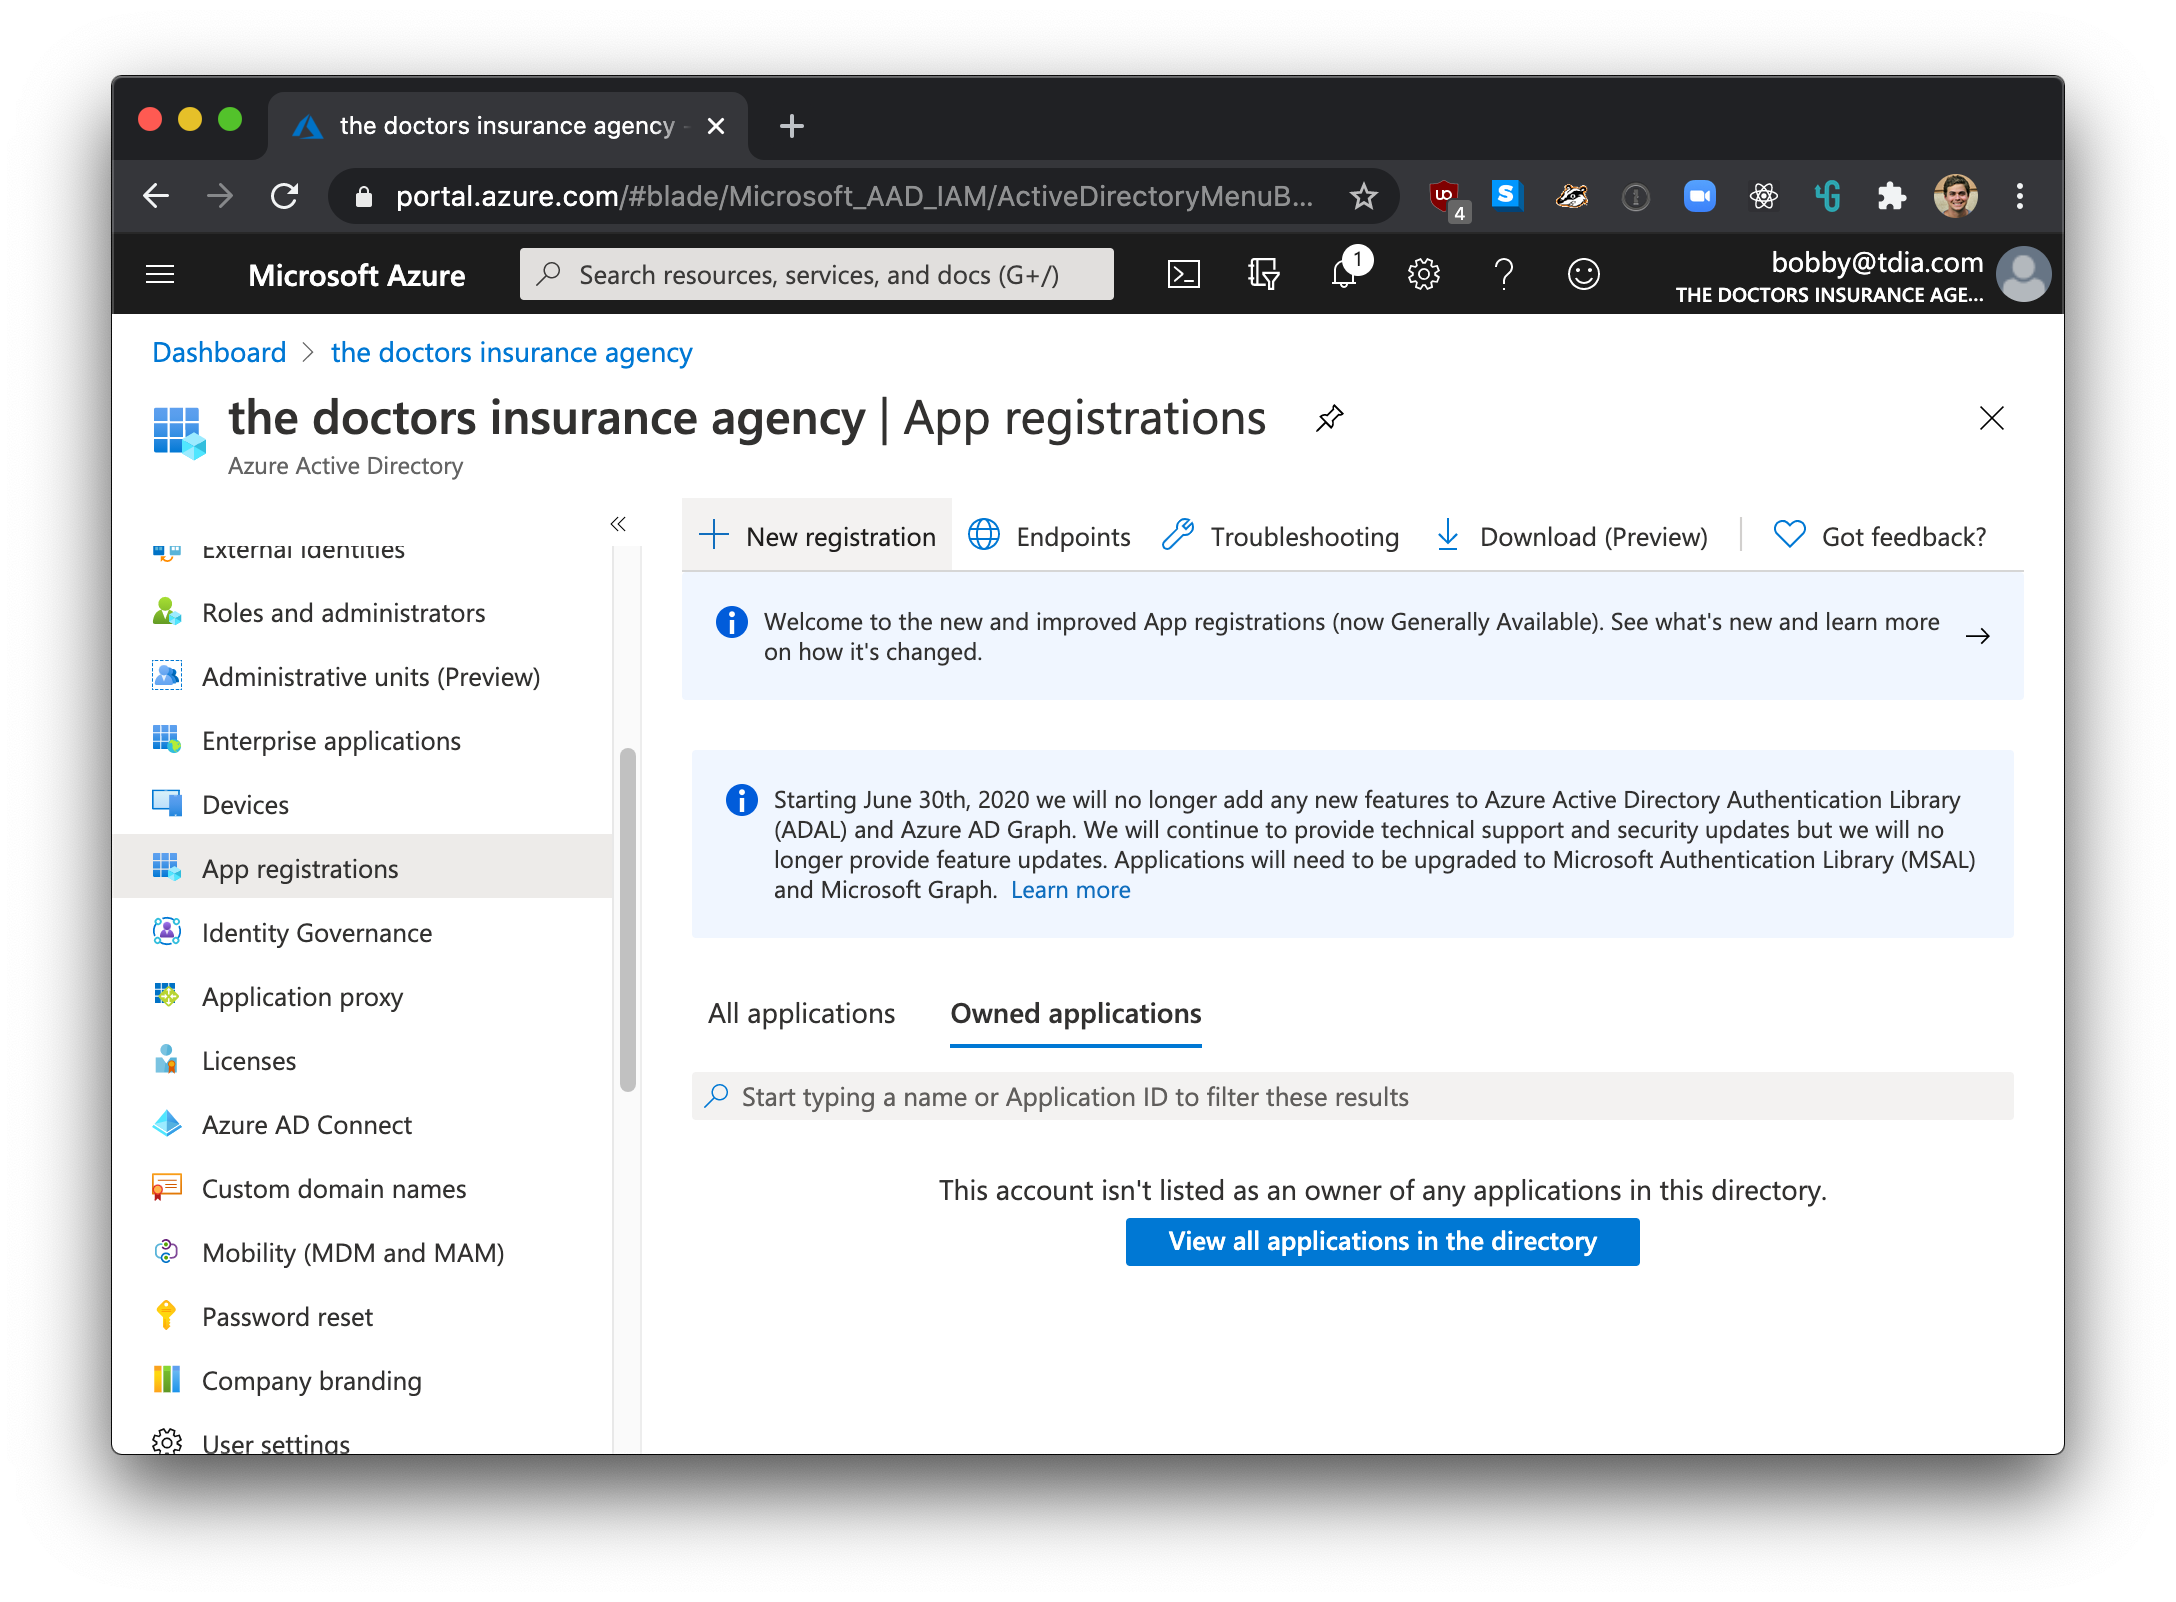 the doctors insurance agency -
portal.azure.com/#blade/Microsoft_AAD_IAM/ActiveDirectoryMenuB...
4
Microsoft Azure
Search resources, services, and docs (G+/)
1
bobby@tdia.com
THE DOCTORS INSURANCE AGE...
Dashboard > the doctors insurance agency
the doctors insurance agency | App registrations
Azure Active Directory
«
External Identities
Roles and administrators
Administrative units (Preview)
Enterprise applications
Devices
App registrations
Identity Governance
Application proxy
Licenses
Azure AD Connect
Custom domain names
Mobility (MDM and MAM)
Password reset
Company branding
User settings
New registration
Endpoints
Troubleshooting
Download (Preview)
Got feedback?
Welcome to the new and improved App registrations (now Generally Available). See what's new and learn more
on how it's changed.
Starting June 30th, 2020 we will no longer add any new features to Azure Active Directory Authentication Library
(ADAL) and Azure AD Graph. We will continue to provide technical support and security updates but we will no
longer provide feature updates. Applications will need to be upgraded to Microsoft Authentication Library (MSAL)
and Microsoft Graph. Learn more
All applications
Owned applications
Start typing a name or Application ID to filter these results
This account isn't listed as an owner of any applications in this directory.
View all applications in the directory